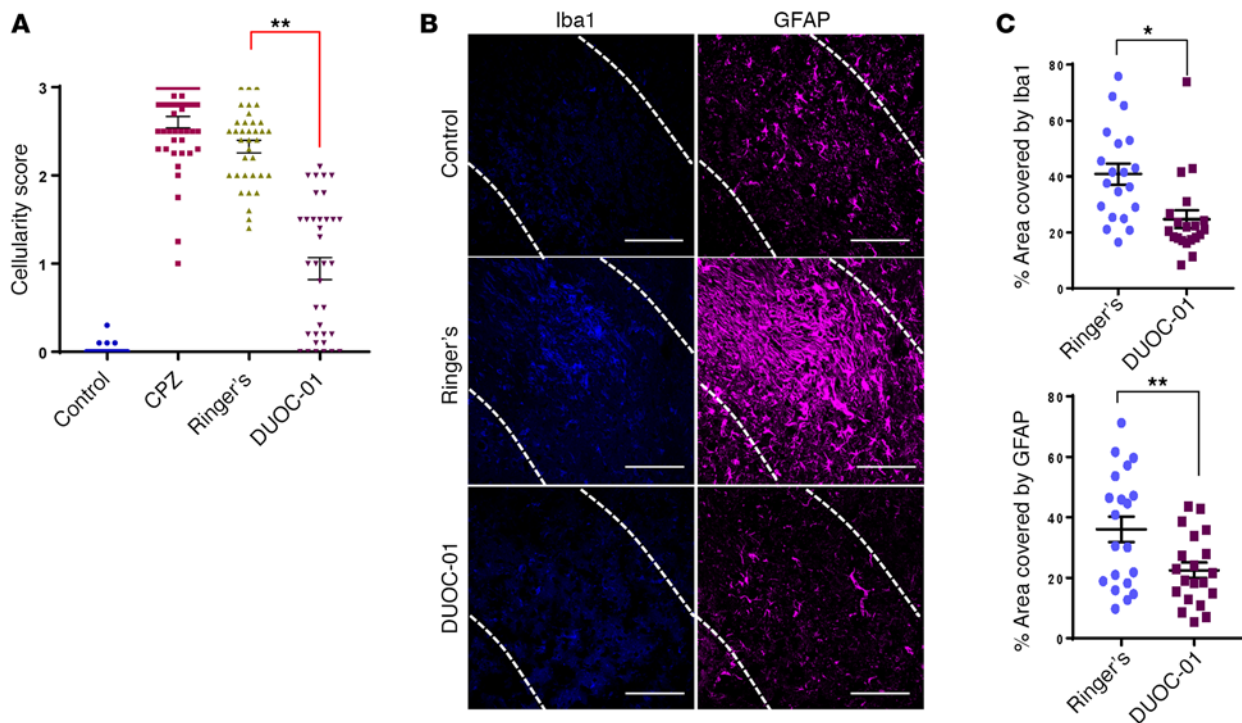 A
**
Cellularity score
3
2
1
0
Control
CPZ
Ringer's
DUOC-01
B
Iba1
GFAP
Control
Ringer's
DUOC-01
C
*
% Area covered by Iba1
80
60
40
20
0
Ringer's
DUOC-01
**
% Area covered by GFAP
80
60
40
20
0
Ringer's
DUOC-01